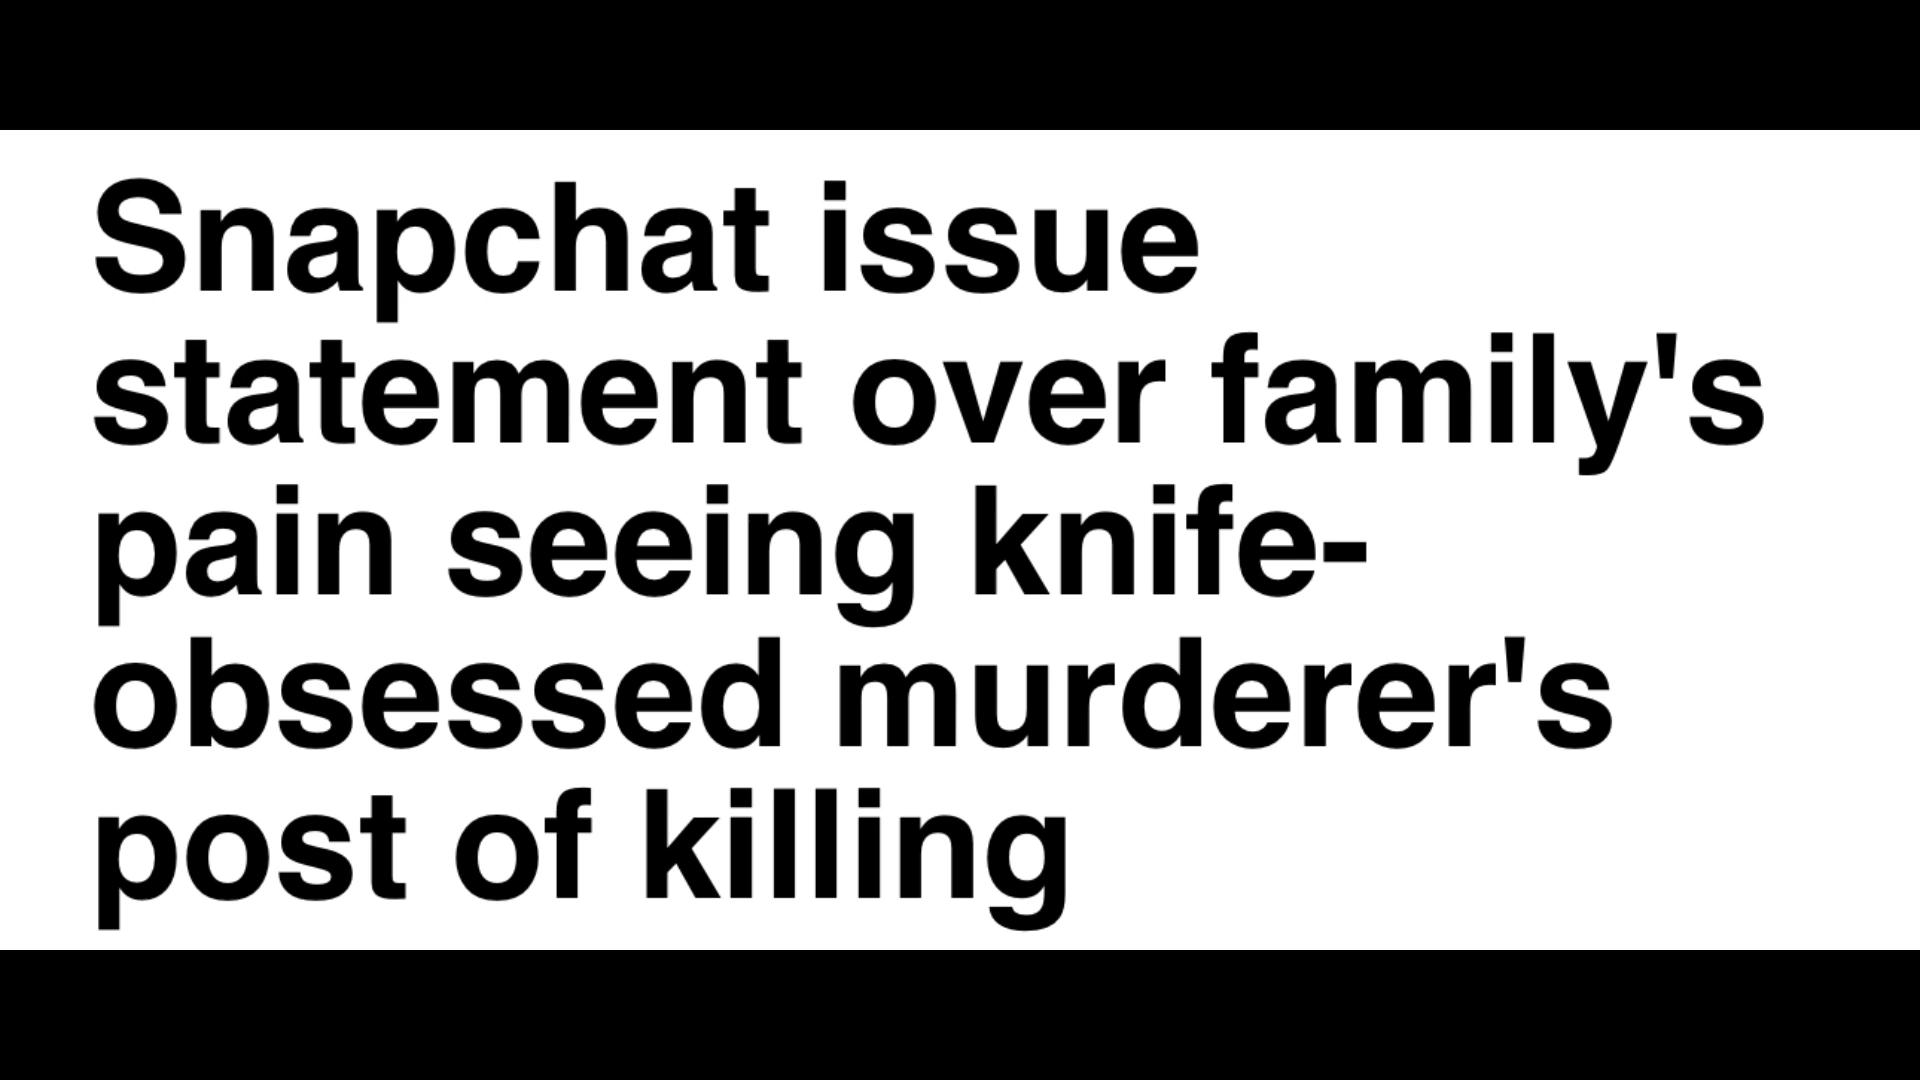 Snapchat issue
statement over family's
pain seeing knife-
obsessed murderer's
post of killing